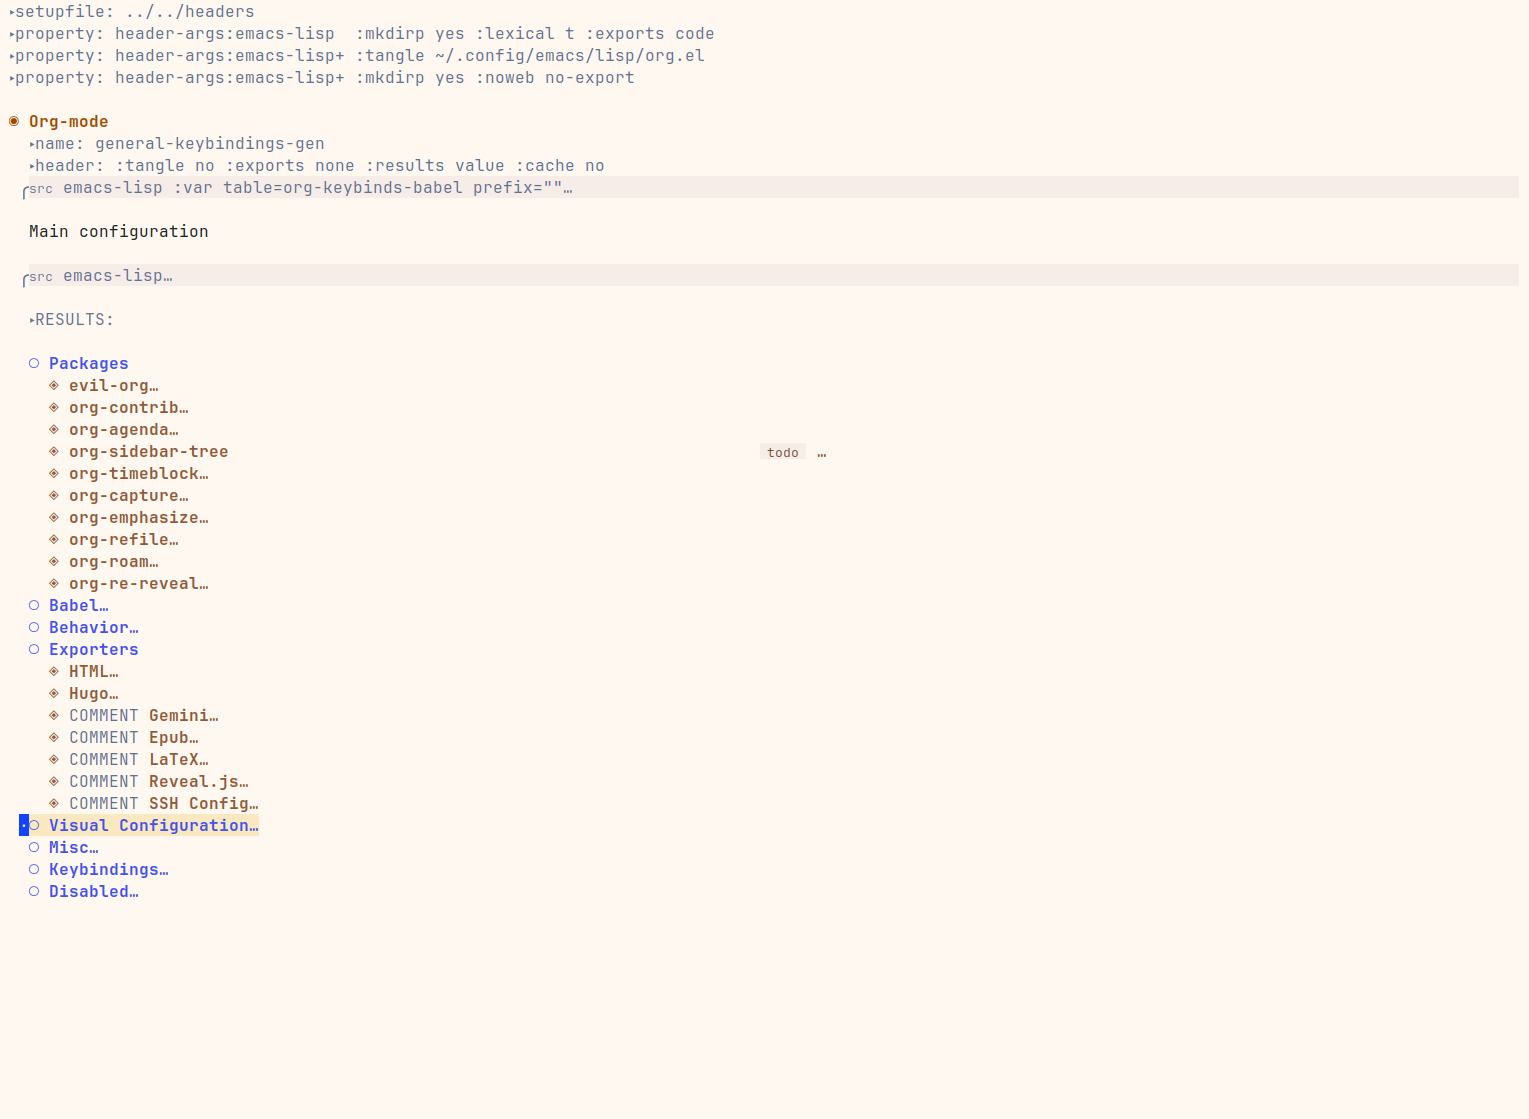 ▸setupfile: ../../headers
▸property: header-args:emacs-lisp  :mkdirp yes :lexical t :exports code
▸property: header-args:emacs-lisp+ :tangle ~/.config/emacs/lisp/org.el
▸property: header-args:emacs-lisp+ :mkdirp yes :noweb no-export
◉ Org-mode
▸name: general-keybindings-gen
▸header: :tangle no :exports none :results value :cache no
╭src emacs-lisp :var table=org-keybinds-babel prefix=""…
Main configuration
╭src emacs-lisp…
▸RESULTS:
○ Packages
◈ evil-org…
◈ org-contrib…
◈ org-agenda…
◈ org-sidebar-tree todo …
◈ org-timeblock…
◈ org-capture…
◈ org-emphasize…
◈ org-refile…
◈ org-roam…
◈ org-re-reveal…
○ Babel…
○ Behavior…
○ Exporters
◈ HTML…
◈ Hugo…
◈ COMMENT Gemini…
◈ COMMENT Epub…
◈ COMMENT LaTeX…
◈ COMMENT Reveal.js…
◈ COMMENT SSH Config…
·○ Visual Configuration…
○ Misc…
○ Keybindings…
○ Disabled…